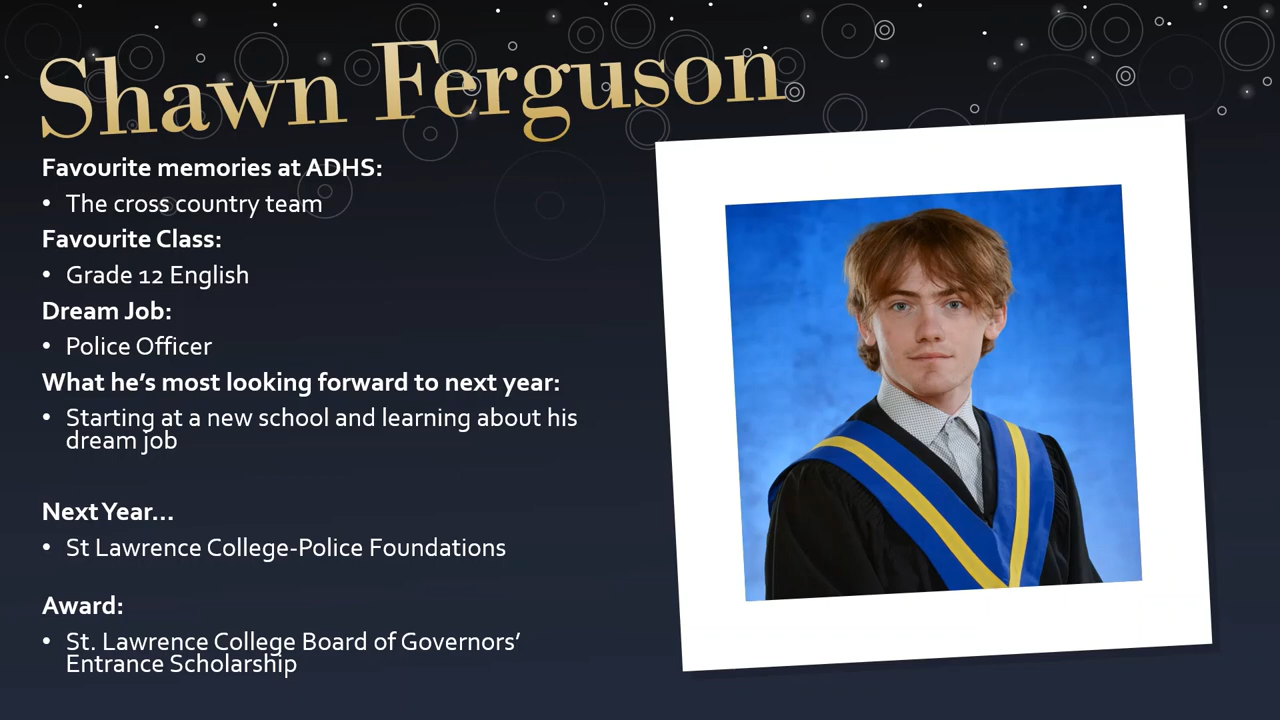 Shawn Ferguson
Favourite memories at ADHS:
• The cross country team
Favourite Class:
• Grade 12 English
Dream Job:
• Police Officer
What he's most looking forward to next year:
• Starting at a new school and learning about his
dream job
Next Year...
• St Lawrence College-Police Foundations
Award:
• St. Lawrence College Board of Governors'
Entrance Scholarship